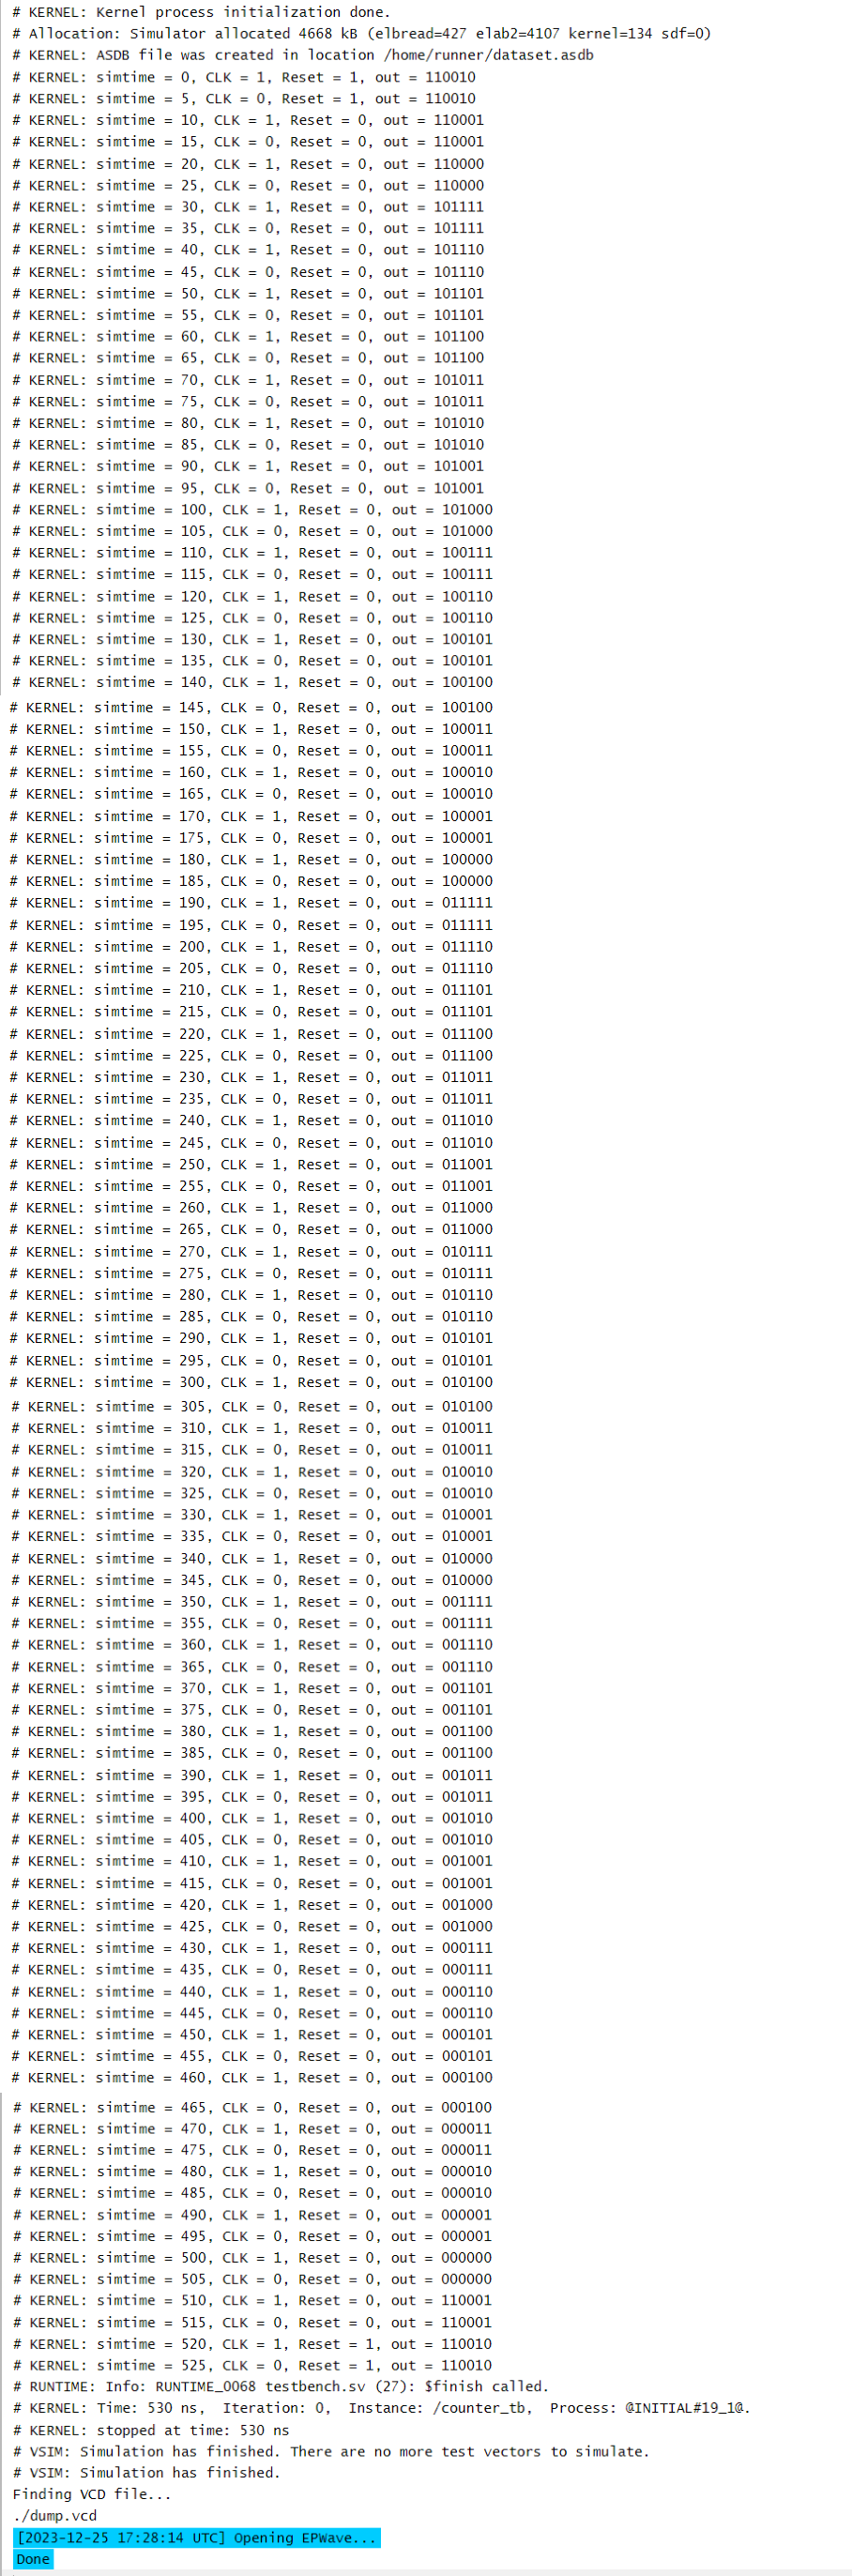 # KERNEL: Kernel process initialization done.
# Allocation: Simulator allocated 4668 kB (elbread=427 elab2=4107 kernel=134 sdf=0)
# KERNEL: ASDB file was created in location /home/runner/dataset.asdb
# KERNEL: simtime = 0, CLK = 1, Reset = 1, out = 110010
# KERNEL: simtime = 5, CLK = 0, Reset = 1, out = 110010
# KERNEL: simtime = 10, CLK = 1, Reset = 0, out = 110001
# KERNEL: simtime = 15, CLK = 0, Reset = 0, out = 110001
# KERNEL: simtime = 20, CLK = 1, Reset = 0, out = 110000
# KERNEL: simtime = 25, CLK = 0, Reset = 0, out = 110000
# KERNEL: simtime = 30, CLK = 1, Reset = 0, out = 101111
# KERNEL: simtime = 35, CLK = 0, Reset = 0, out = 101111
# KERNEL: simtime = 40, CLK = 1, Reset = 0, out = 101110
# KERNEL: simtime = 45, CLK = 0, Reset = 0, out = 101110
# KERNEL: simtime = 50, CLK = 1, Reset = 0, out = 101101
# KERNEL: simtime = 55, CLK = 0, Reset = 0, out = 101101
# KERNEL: simtime = 60, CLK = 1, Reset = 0, out = 101100
# KERNEL: simtime = 65, CLK = 0, Reset = 0, out = 101100
# KERNEL: simtime = 70, CLK = 1, Reset = 0, out = 101011
# KERNEL: simtime = 75, CLK = 0, Reset = 0, out = 101011
# KERNEL: simtime = 80, CLK = 1, Reset = 0, out = 101010
# KERNEL: simtime = 85, CLK = 0, Reset = 0, out = 101010
# KERNEL: simtime = 90, CLK = 1, Reset = 0, out = 101001
# KERNEL: simtime = 95, CLK = 0, Reset = 0, out = 101001
# KERNEL: simtime = 100, CLK = 1, Reset = 0, out = 101000
# KERNEL: simtime = 105, CLK = 0, Reset = 0, out = 101000
# KERNEL: simtime = 110, CLK = 1, Reset = 0, out = 100111
# KERNEL: simtime = 115, CLK = 0, Reset = 0, out = 100111
# KERNEL: simtime = 120, CLK = 1, Reset = 0, out = 100110
# KERNEL: simtime = 125, CLK = 0, Reset = 0, out = 100110
# KERNEL: simtime = 130, CLK = 1, Reset = 0, out = 100101
# KERNEL: simtime = 135, CLK = 0, Reset = 0, out = 100101
# KERNEL: simtime = 140, CLK = 1, Reset = 0, out = 100100
# KERNEL: simtime = 145, CLK = 0, Reset = 0, out = 100100
# KERNEL: simtime = 150, CLK = 1, Reset = 0, out = 100011
# KERNEL: simtime = 155, CLK = 0, Reset = 0, out = 100011
# KERNEL: simtime = 160, CLK = 1, Reset = 0, out = 100010
# KERNEL: simtime = 165, CLK = 0, Reset = 0, out = 100010
# KERNEL: simtime = 170, CLK = 1, Reset = 0, out = 100001
# KERNEL: simtime = 175, CLK = 0, Reset = 0, out = 100001
# KERNEL: simtime = 180, CLK = 1, Reset = 0, out = 100000
# KERNEL: simtime = 185, CLK = 0, Reset = 0, out = 100000
# KERNEL: simtime = 190, CLK = 1, Reset = 0, out = 011111
# KERNEL: simtime = 195, CLK = 0, Reset = 0, out = 011111
# KERNEL: simtime = 200, CLK = 1, Reset = 0, out = 011110
# KERNEL: simtime = 205, CLK = 0, Reset = 0, out = 011110
# KERNEL: simtime = 210, CLK = 1, Reset = 0, out = 011101
# KERNEL: simtime = 215, CLK = 0, Reset = 0, out = 011101
# KERNEL: simtime = 220, CLK = 1, Reset = 0, out = 011100
# KERNEL: simtime = 225, CLK = 0, Reset = 0, out = 011100
# KERNEL: simtime = 230, CLK = 1, Reset = 0, out = 011011
# KERNEL: simtime = 235, CLK = 0, Reset = 0, out = 011011
# KERNEL: simtime = 240, CLK = 1, Reset = 0, out = 011010
# KERNEL: simtime = 245, CLK = 0, Reset = 0, out = 011010
# KERNEL: simtime = 250, CLK = 1, Reset = 0, out = 011001
# KERNEL: simtime = 255, CLK = 0, Reset = 0, out = 011001
# KERNEL: simtime = 260, CLK = 1, Reset = 0, out = 011000
# KERNEL: simtime = 265, CLK = 0, Reset = 0, out = 011000
# KERNEL: simtime = 270, CLK = 1, Reset = 0, out = 010111
# KERNEL: simtime = 275, CLK = 0, Reset = 0, out = 010111
# KERNEL: simtime = 280, CLK = 1, Reset = 0, out = 010110
# KERNEL: simtime = 285, CLK = 0, Reset = 0, out = 010110
# KERNEL: simtime = 290, CLK = 1, Reset = 0, out = 010101
# KERNEL: simtime = 295, CLK = 0, Reset = 0, out = 010101
# KERNEL: simtime = 300, CLK = 1, Reset = 0, out = 010100
# KERNEL: simtime = 305, CLK = 0, Reset = 0, out = 010100
# KERNEL: simtime = 310, CLK = 1, Reset = 0, out = 010011
# KERNEL: simtime = 315, CLK = 0, Reset = 0, out = 010011
# KERNEL: simtime = 320, CLK = 1, Reset = 0, out = 010010
# KERNEL: simtime = 325, CLK = 0, Reset = 0, out = 010010
# KERNEL: simtime = 330, CLK = 1, Reset = 0, out = 010001
# KERNEL: simtime = 335, CLK = 0, Reset = 0, out = 010001
# KERNEL: simtime = 340, CLK = 1, Reset = 0, out = 010000
# KERNEL: simtime = 345, CLK = 0, Reset = 0, out = 010000
# KERNEL: simtime = 350, CLK = 1, Reset = 0, out = 001111
# KERNEL: simtime = 355, CLK = 0, Reset = 0, out = 001111
# KERNEL: simtime = 360, CLK = 1, Reset = 0, out = 001110
# KERNEL: simtime = 365, CLK = 0, Reset = 0, out = 001110
# KERNEL: simtime = 370, CLK = 1, Reset = 0, out = 001101
# KERNEL: simtime = 375, CLK = 0, Reset = 0, out = 001101
# KERNEL: simtime = 380, CLK = 1, Reset = 0, out = 001100
# KERNEL: simtime = 385, CLK = 0, Reset = 0, out = 001100
# KERNEL: simtime = 390, CLK = 1, Reset = 0, out = 001011
# KERNEL: simtime = 395, CLK = 0, Reset = 0, out = 001011
# KERNEL: simtime = 400, CLK = 1, Reset = 0, out = 001010
# KERNEL: simtime = 405, CLK = 0, Reset = 0, out = 001010
# KERNEL: simtime = 410, CLK = 1, Reset = 0, out = 001001
# KERNEL: simtime = 415, CLK = 0, Reset = 0, out = 001001
# KERNEL: simtime = 420, CLK = 1, Reset = 0, out = 001000
# KERNEL: simtime = 425, CLK = 0, Reset = 0, out = 001000
# KERNEL: simtime = 430, CLK = 1, Reset = 0, out = 000111
# KERNEL: simtime = 435, CLK = 0, Reset = 0, out = 000111
# KERNEL: simtime = 440, CLK = 1, Reset = 0, out = 000110
# KERNEL: simtime = 445, CLK = 0, Reset = 0, out = 000110
# KERNEL: simtime = 450, CLK = 1, Reset = 0, out = 000101
# KERNEL: simtime = 455, CLK = 0, Reset = 0, out = 000101
# KERNEL: simtime = 460, CLK = 1, Reset = 0, out = 000100
# KERNEL: simtime = 465, CLK = 0, Reset = 0, out = 000100
# KERNEL: simtime = 470, CLK = 1, Reset = 0, out = 000011
# KERNEL: simtime = 475, CLK = 0, Reset = 0, out = 000011
# KERNEL: simtime = 480, CLK = 1, Reset = 0, out = 000010
# KERNEL: simtime = 485, CLK = 0, Reset = 0, out = 000010
# KERNEL: simtime = 490, CLK = 1, Reset = 0, out = 000001
# KERNEL: simtime = 495, CLK = 0, Reset = 0, out = 000001
# KERNEL: simtime = 500, CLK = 1, Reset = 0, out = 000000
# KERNEL: simtime = 505, CLK = 0, Reset = 0, out = 000000
# KERNEL: simtime = 510, CLK = 1, Reset = 0, out = 110001
# KERNEL: simtime = 515, CLK = 0, Reset = 0, out = 110001
# KERNEL: simtime = 520, CLK = 1, Reset = 1, out = 110010
# KERNEL: simtime = 525, CLK = 0, Reset = 1, out = 110010
# RUNTIME: Info: RUNTIME_0068 testbench.sv (27): $finish called.
# KERNEL: Time: 530 ns,  Iteration: 0,  Instance: /counter_tb,  Process: @INITIAL#19_1@.
# KERNEL: stopped at time: 530 ns
# VSIM: Simulation has finished. There are no more test vectors to simulate.
# VSIM: Simulation has finished.
Finding VCD file...
./dump.vcd
[2023-12-25 17:28:14 UTC] Opening EPWave...
Done